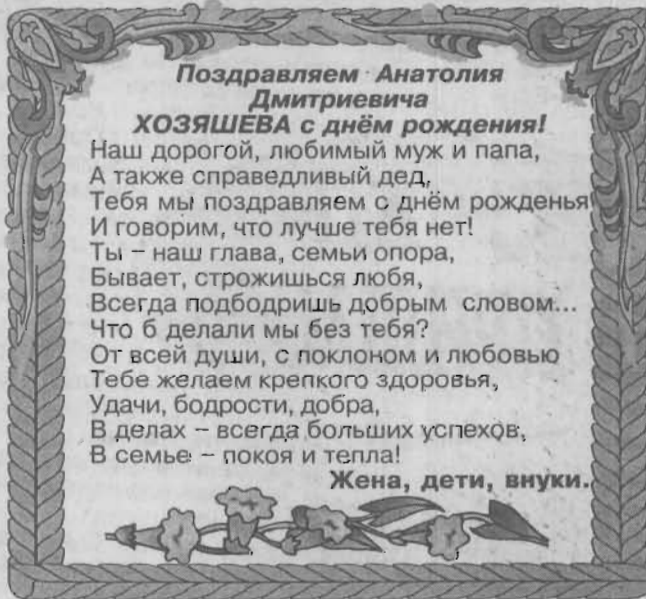 Поздравляем Анатолия
Дмитриевича
ХОЗЯШЕВА с днём рождения!
Наш дорогой, любимый муж и папа,
А также справедливый дед,
Тебя мы поздравляем с днём рожденья
И говорим, что лучше тебя нет!
Ты – наш глава, семьи опора,
Бывает, строжишься любя,
Всегда подбодришь добрым словом...
Что б делали мы без тебя?
От всей души, с поклоном и любовью
Тебе желаем крепкого здоровья,
Удачи, бодрости, добра,
В делах – всегда больших успехов,
В семье – покоя и тепла!
Жена, дети, внуки.